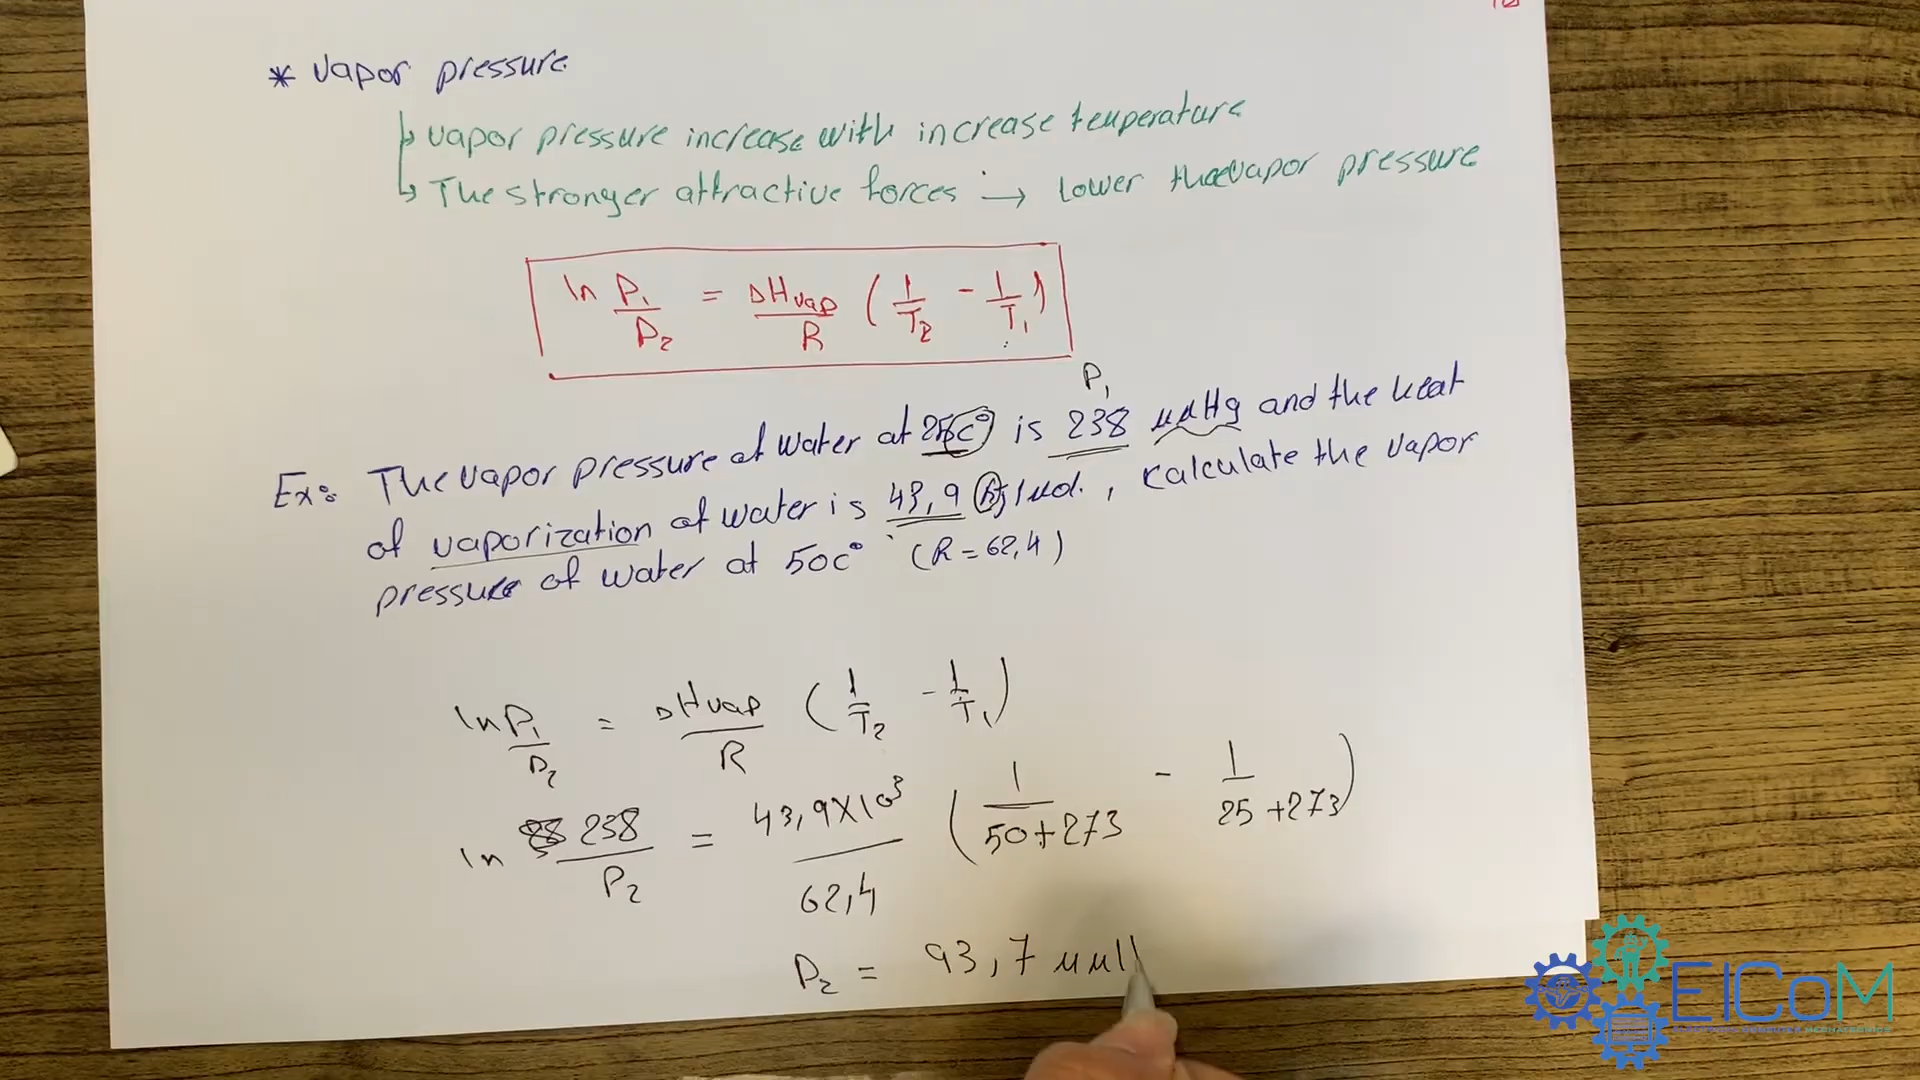 * vapor pressure
vapor pressure increase with increase temperature
The stronger attractive forces → Lower the vapor pressure
ln P₁/P₂ = ΔHvap/R (1/T₂ - 1/T₁)
P₁
Ex: The vapor pressure of water at 25C° is 238 mmHg and the heat
of vaporization of water is 43,9 kj/mol. , calculate the vapor
pressure of water at 50C° (R=62,4)
ln P₁/P₂ = ΔHvap/R (1/T₂ - 1/T₁)
ln 238/P₂ = 43,9x10³/62,4 (1/50+273 - 1/25+273)
P₂ = 93,7 mm
EICoM